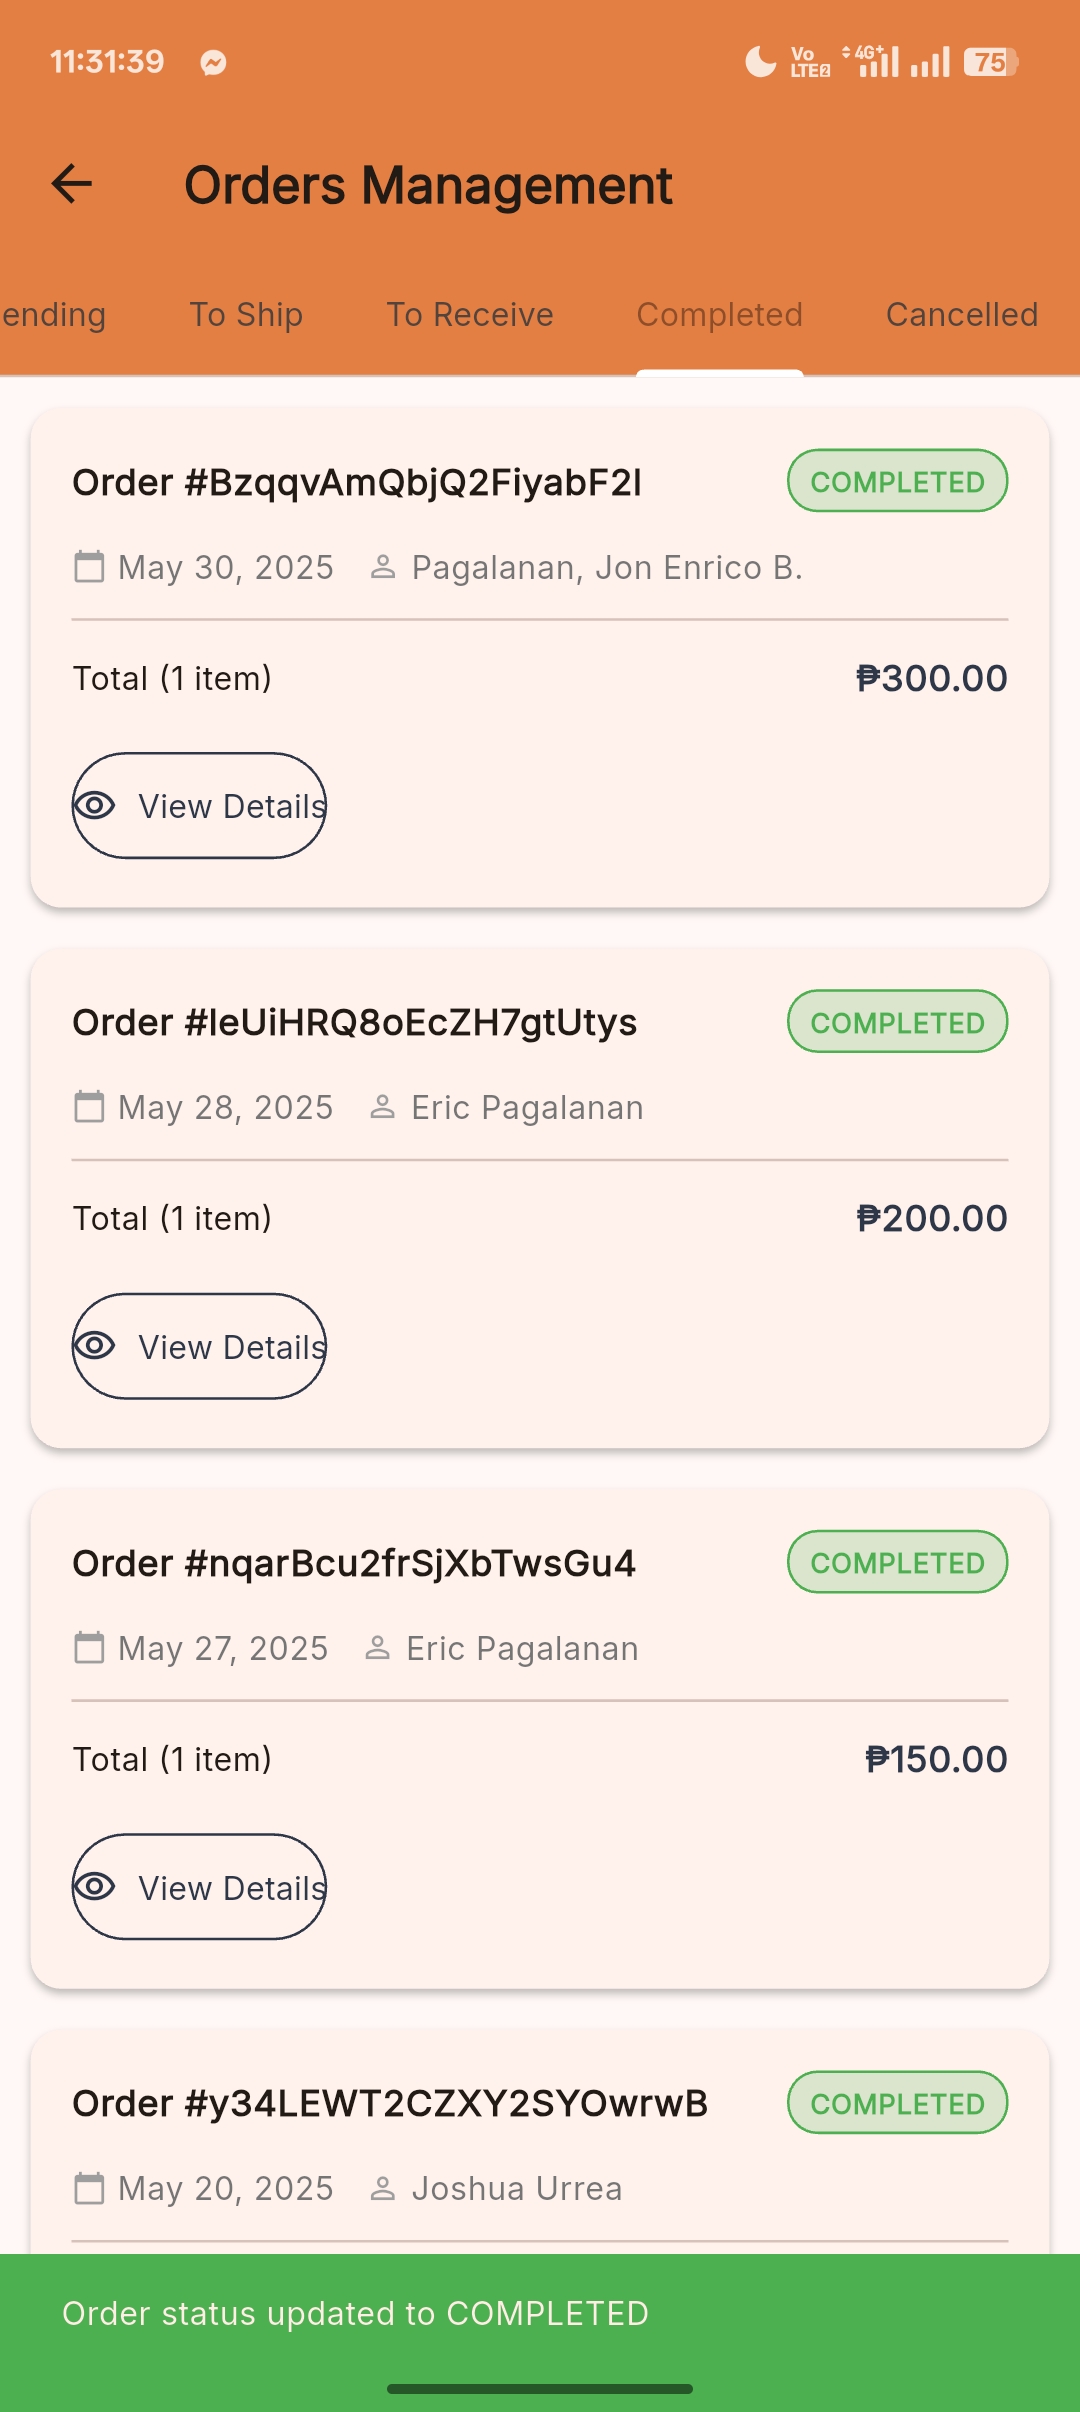 11:31:39 Vo LTE2 4G+ 75
Orders Management
ending To Ship To Receive Completed Cancelled
Order #BzqqvAmQbjQ2FiyabF2I COMPLETED
May 30, 2025 Pagalanan, Jon Enrico B.
Total (1 item) ₱300.00
View Details
Order #IeUiHRQ8oEcZH7gtUtys COMPLETED
May 28, 2025 Eric Pagalanan
Total (1 item) ₱200.00
View Details
Order #nqarBcu2frSjXbTwsGu4 COMPLETED
May 27, 2025 Eric Pagalanan
Total (1 item) ₱150.00
View Details
Order #y34LEWT2CZXY2SYOwrwB COMPLETED
May 20, 2025 Joshua Urrea
Order status updated to COMPLETED